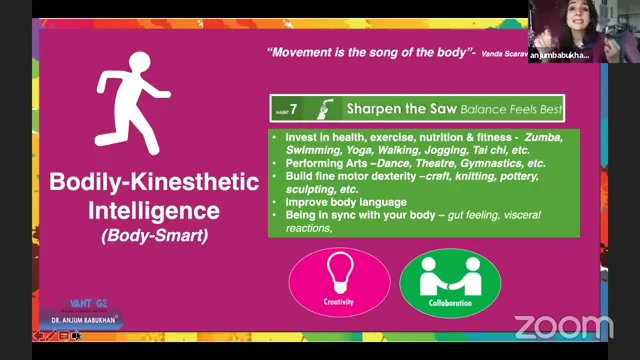 “Movement is the song of the body”- Vanda Scarav
anjumbabukha...
HABIT 7 Sharpen the Saw Balance Feels Best
Bodily-Kinesthetic
Intelligence
(Body-Smart)
• Invest in health, exercise, nutrition & fitness - Zumba,
Swimming, Yoga, Walking, Jogging, Tai chi, etc.
• Performing Arts –Dance, Theatre, Gymnastics, etc.
• Build fine motor dexterity –craft, knitting, pottery,
sculpting, etc.
• Improve body language
• Being in sync with your body – gut feeling, visceral
reactions,
Creativity
Collaboration
DR. ANJUM BABUKHAN
zoom